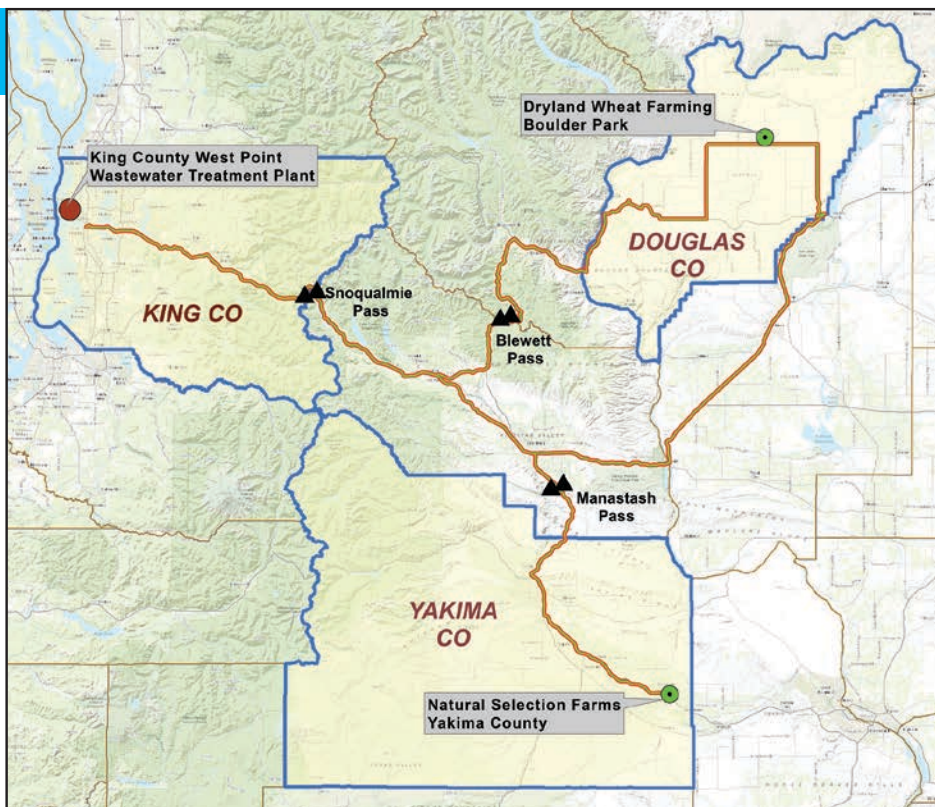 Dryland Wheat Farming
Boulder Park
King County West Point
Wastewater Treatment Plant
DOUGLAS
CO
KING CO
Snoqualmie
Pass
Blewett
Pass
Manastash
Pass
YAKIMA
CO
Natural Selection Farms
Yakima County